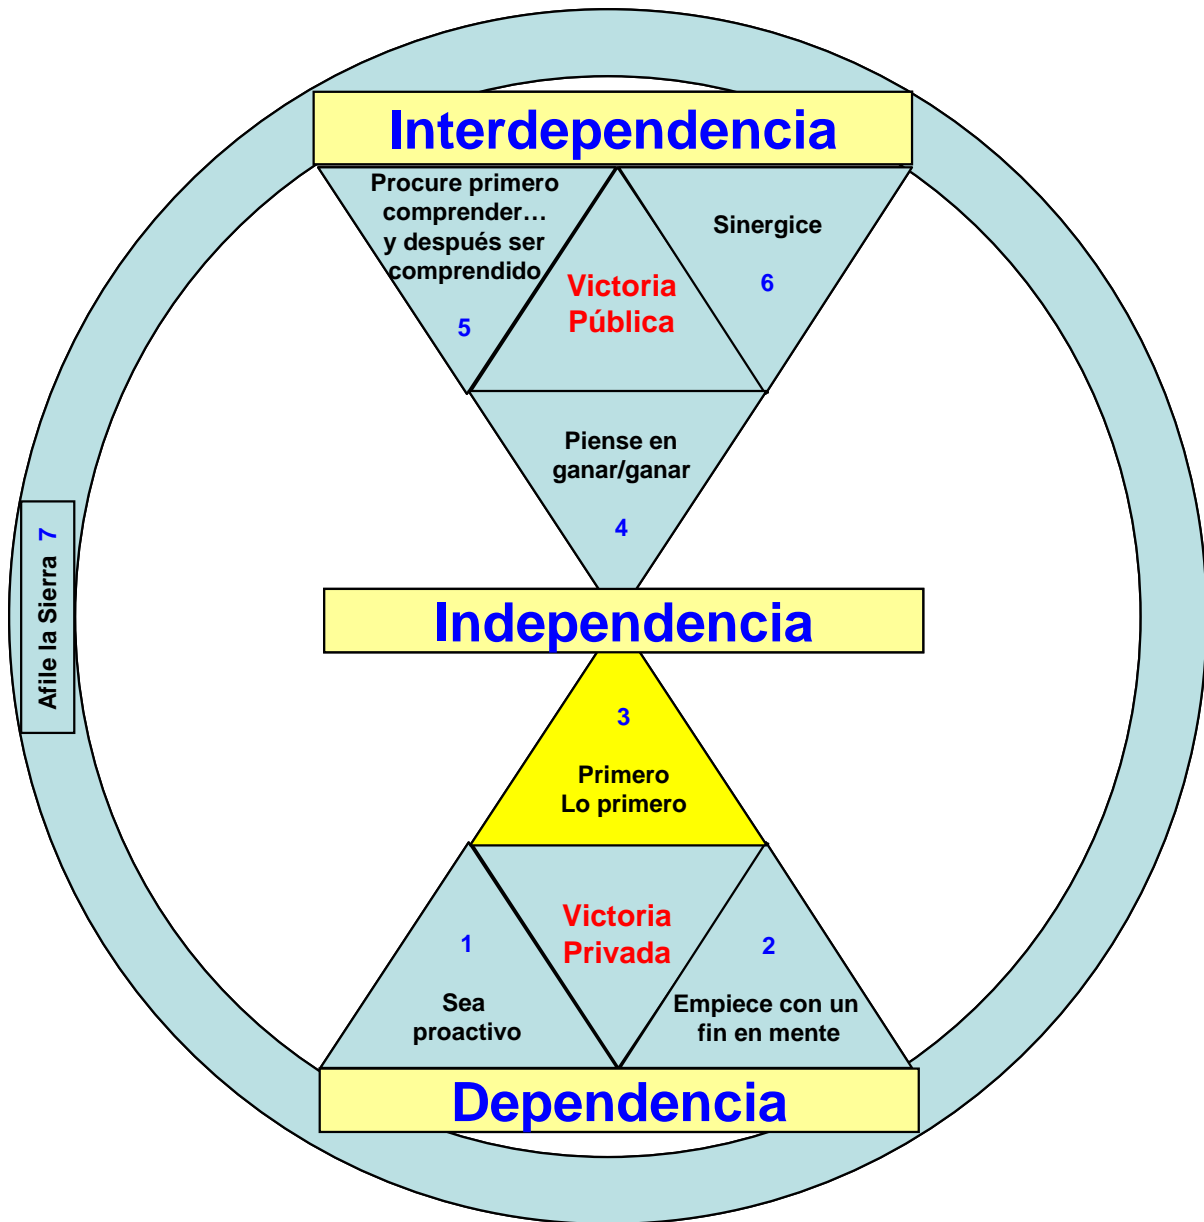 Interdependencia
Procure primero
comprender…
y después ser
comprendido
5
Victoria
Pública
Sinergice
6
Piense en
ganar/ganar
4
Afile la Sierra 7
Independencia
3
Primero
Lo primero
1
Sea
proactivo
Victoria
Privada
2
Empiece con un
fin en mente
Dependencia